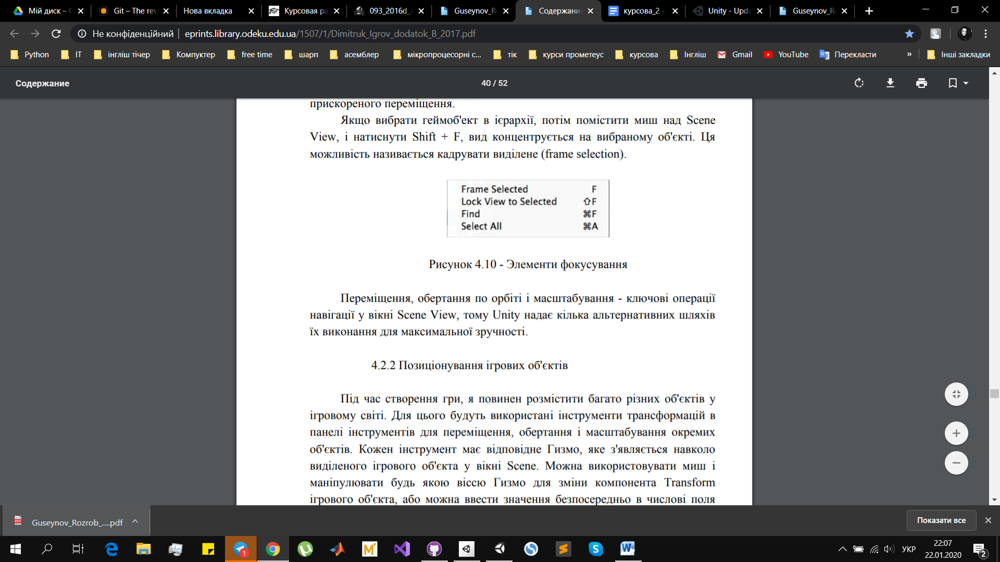 Мій диск – G
Git – The rev
Нова вкладка
Курсовая ра
093_2016d_A
Guseynov_Ro
Содержание
курсова_2 -
Unity - Upda
Guseynov_Ro
Не конфіденційний | eprints.library.odeku.edu.ua/1507/1/Dimitruk_Igrov_dodatok_B_2017.pdf
Python
IT
інгліш тічер
Компуктер
free time
шарп
асемблер
мікропроцесорні с...
тік
курси прометеус
курсова
Інгліш
Gmail
YouTube
Перекласти
»
Інші закладки
Содержание
40 / 52
прискореного переміщення.
Якщо вибрати геймоб'ект в ієрархії, потім помістити миш над Scene
View, і натиснути Shift + F, вид концентрується на вибраному об'єкті. Ця
можливість називається кадрувати виділене (frame selection).
Frame Selected F
Lock View to Selected ⇧F
Find ⌘F
Select All ⌘A
Рисунок 4.10 - Элементи фокусування
Переміщення, обертання по орбіті і масштабування - ключові операції
навігації у вікні Scene View, тому Unity надає кілька альтернативних шляхів
їх виконання для максимальної зручності.
4.2.2 Позиціонування ігрових об'єктів
Під час створення гри, я повинен розмістити багато різних об'єктів у
ігровому світі. Для цього будуть використані інструменти трансформацій в
панелі інструментів для переміщення, обертання і масштабування окремих
об'єктів. Кожен інструмент має відповідне Гизмо, яке з'являється навколо
виділеного ігрового об'єкта у вікні Scene. Можна використовувати миш і
маніпулювати будь якою віссю Гизмо для зміни компонента Transform
ігрового об'єкта, або можна ввести значення безпосередньо в числові поля
Guseynov_Rozrob_....pdf
Показати все
1
УКР
22:07
22.01.2020
2